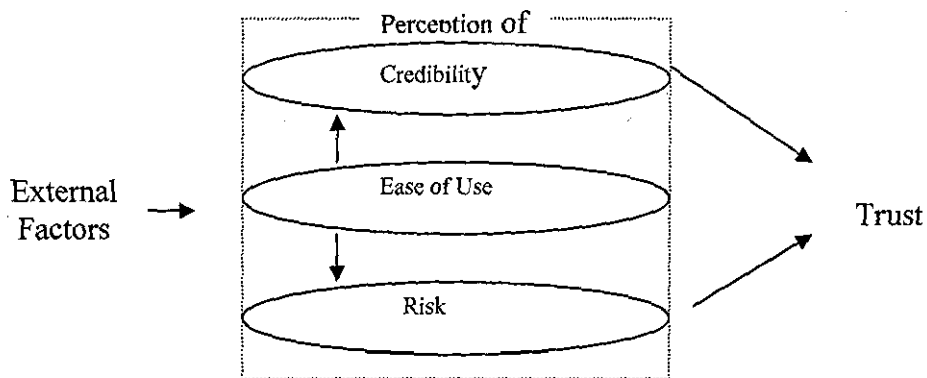 Perception of
Credibility
Ease of Use
External
Factors
Trust
Risk